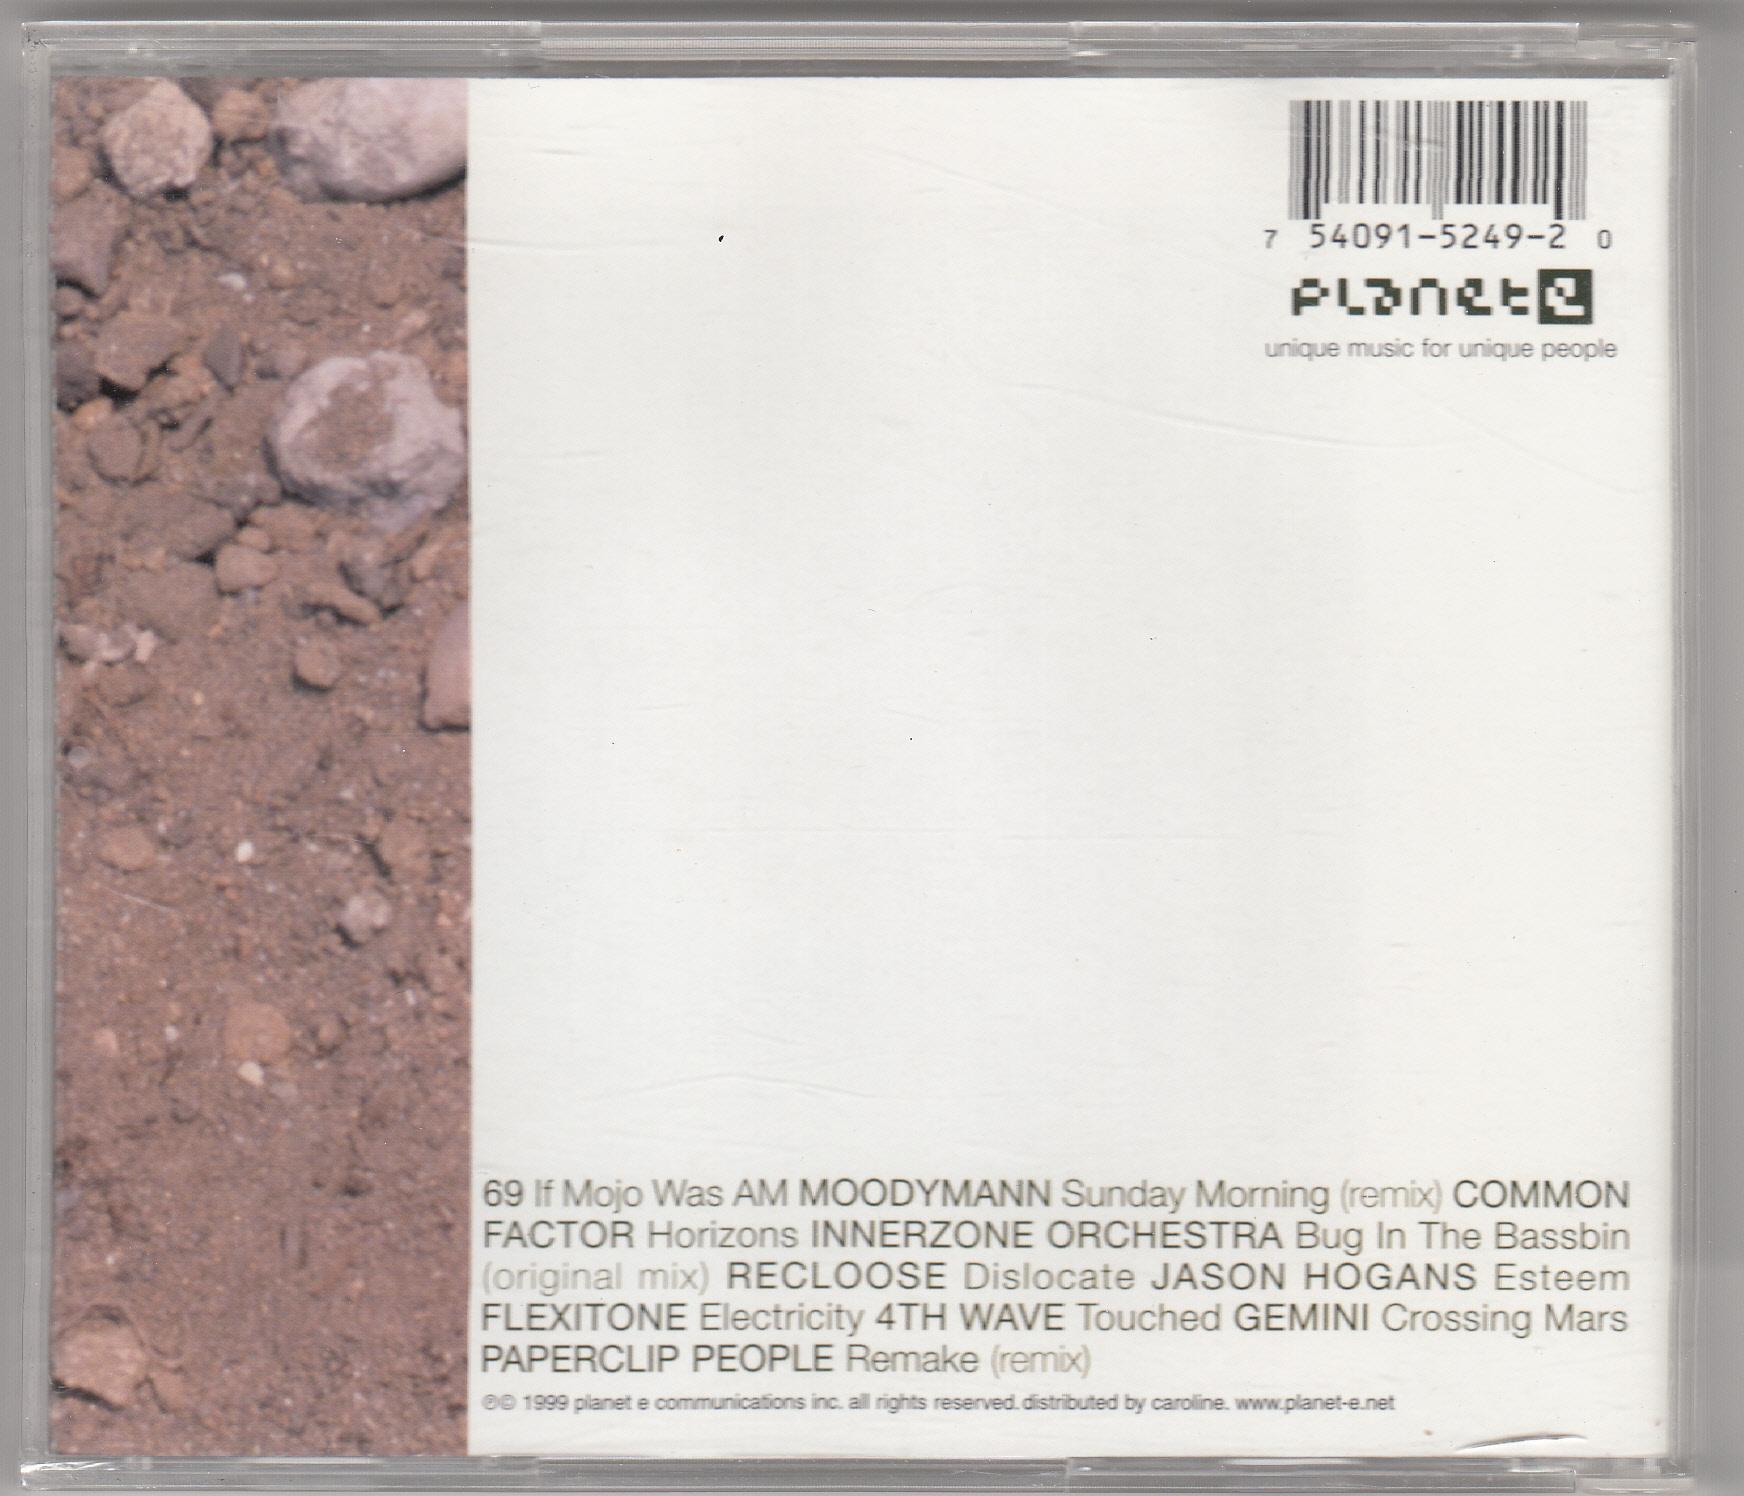 7 54091-5249-2 0
planet e
unique music for unique people
69 If Mojo Was AM MOODYMANN Sunday Morning (remix) COMMON
FACTOR Horizons INNERZONE ORCHESTRA Bug In The Bassbin
(original mix) RECLOOSE Dislocate JASON HOGANS Esteem
FLEXITONE Electricity 4TH WAVE Touched GEMINI Crossing Mars
PAPERCLIP PEOPLE Remake (remix)
℗© 1999 planet e communications inc. all rights reserved. distributed by caroline. www.planet-e.net